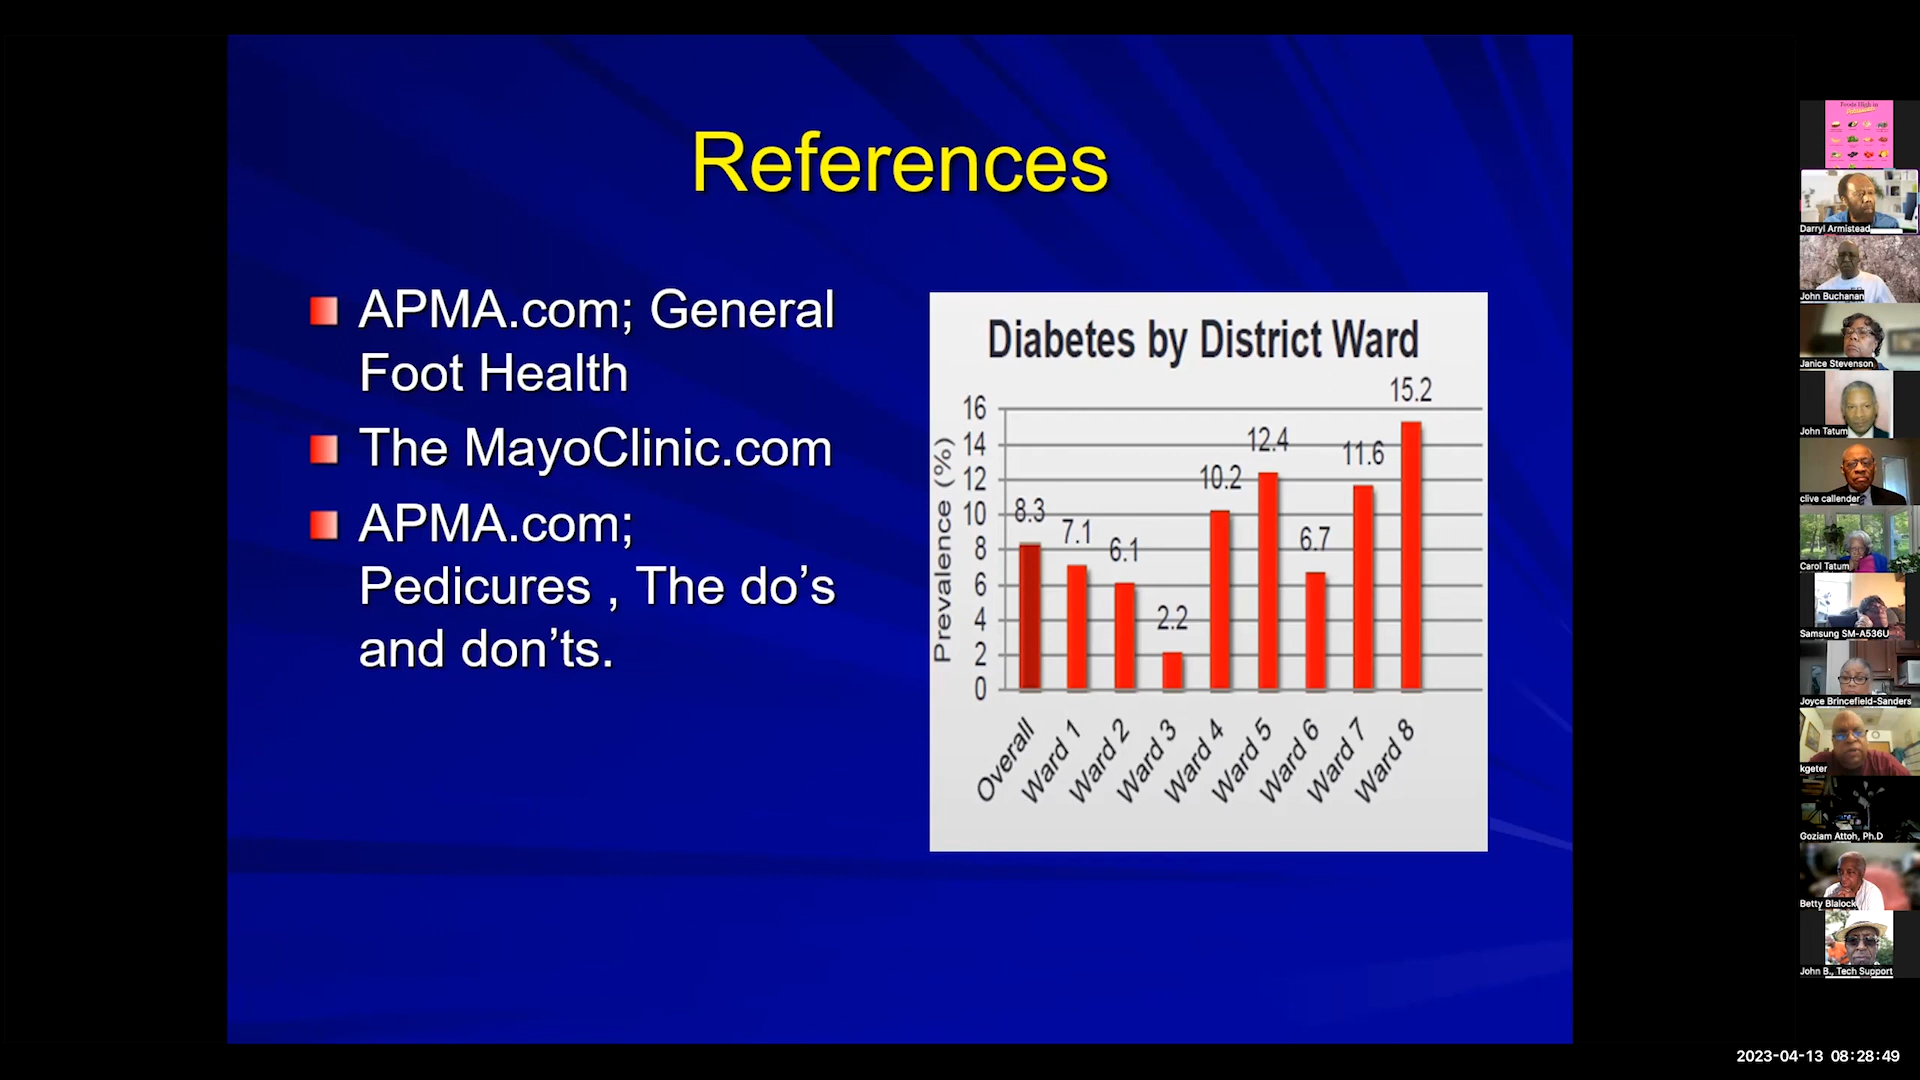 References
APMA.com; General
Foot Health
The MayoClinic.com
APMA.com;
Pedicures , The do’s
and don’ts.
Diabetes by District Ward
Prevalence (%)
16
14
12
10
8
6
4
2
0
8.3
7.1
6.1
2.2
10.2
12.4
6.7
11.6
15.2
Overall
Ward 1
Ward 2
Ward 3
Ward 4
Ward 5
Ward 6
Ward 7
Ward 8
Foods High in
Darryl Armistead
John Buchanan
Janice Stevenson
John Tatum
clive callender
Carol Tatum
Samsung SM-A536U
Joyce Brincefield-Sanders
kgeter
Goziam Attoh, Ph.D
Betty Blalock
John B., Tech Support
2023-04-13 08:28:49